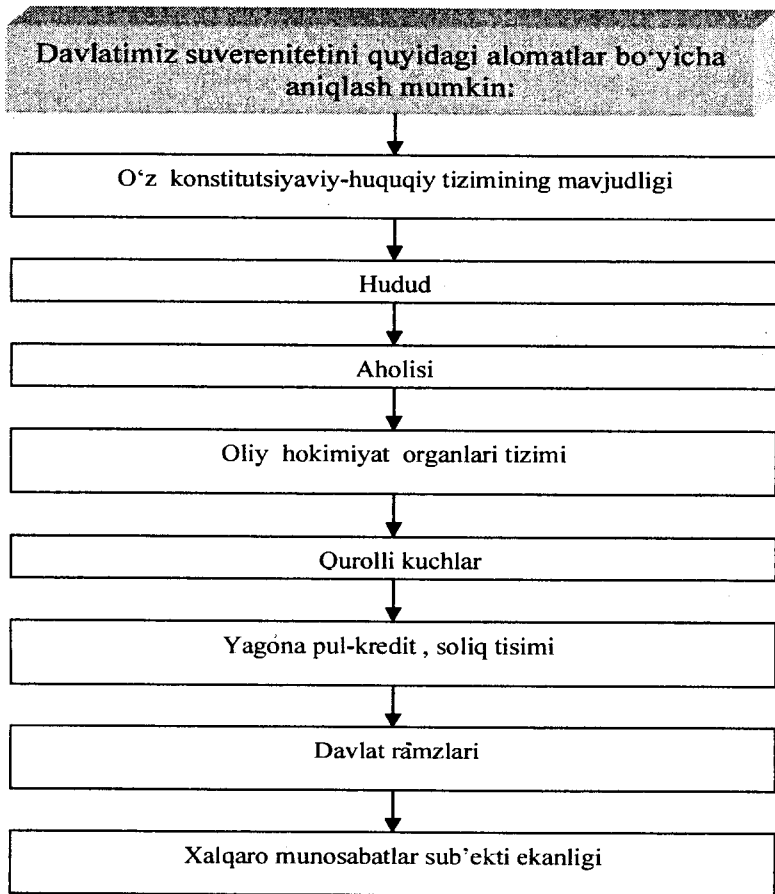 Davlatimiz suverenitetini quyidagi alomatlar bo‘yicha
aniqlash mumkin:
O‘z konstitutsiyaviy-huquqiy tizimining mavjudligi
Hudud
Aholisi
Oliy hokimiyat organlari tizimi
Qurolli kuchlar
Yagona pul-kredit , soliq tisimi
Davlat ramzlari
Xalqaro munosabatlar sub’ekti ekanligi